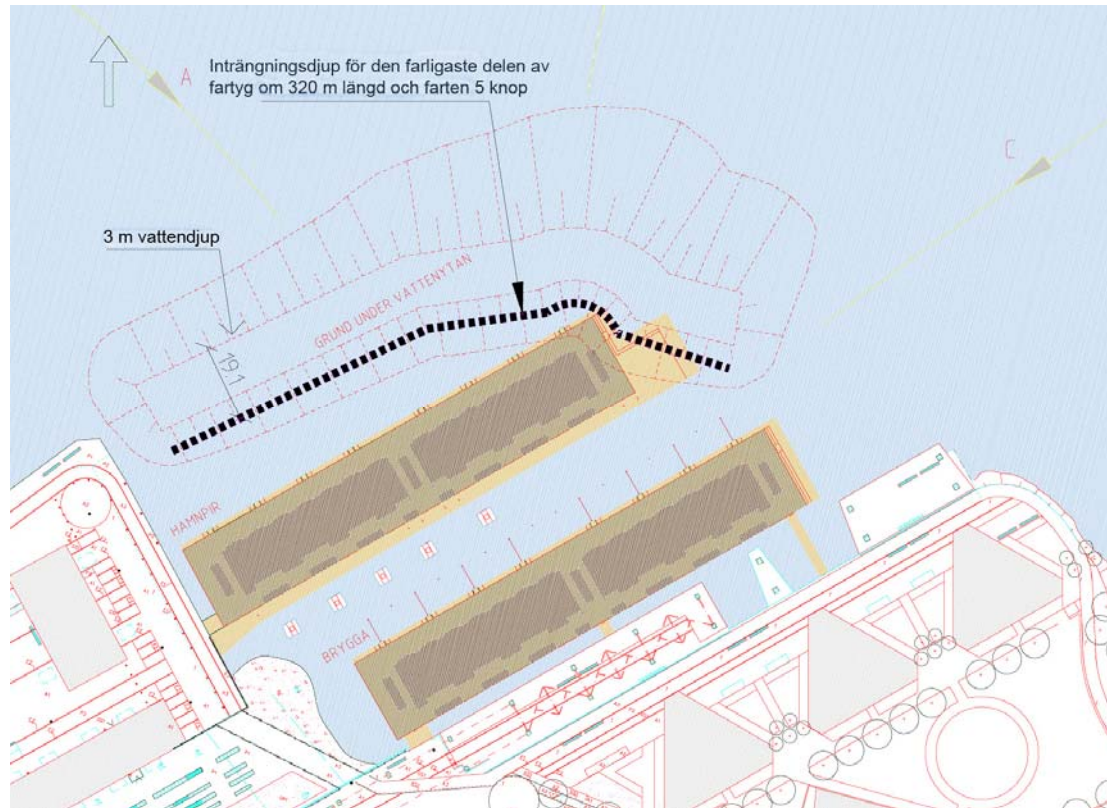 Inträngningsdjup för den farligaste delen av
fartyg om 320 m längd och farten 5 knop
A
C
3 m vattendjup
GRUND UNDER VATTENYTAN
19,1
HAMNPIR
BRYGGA